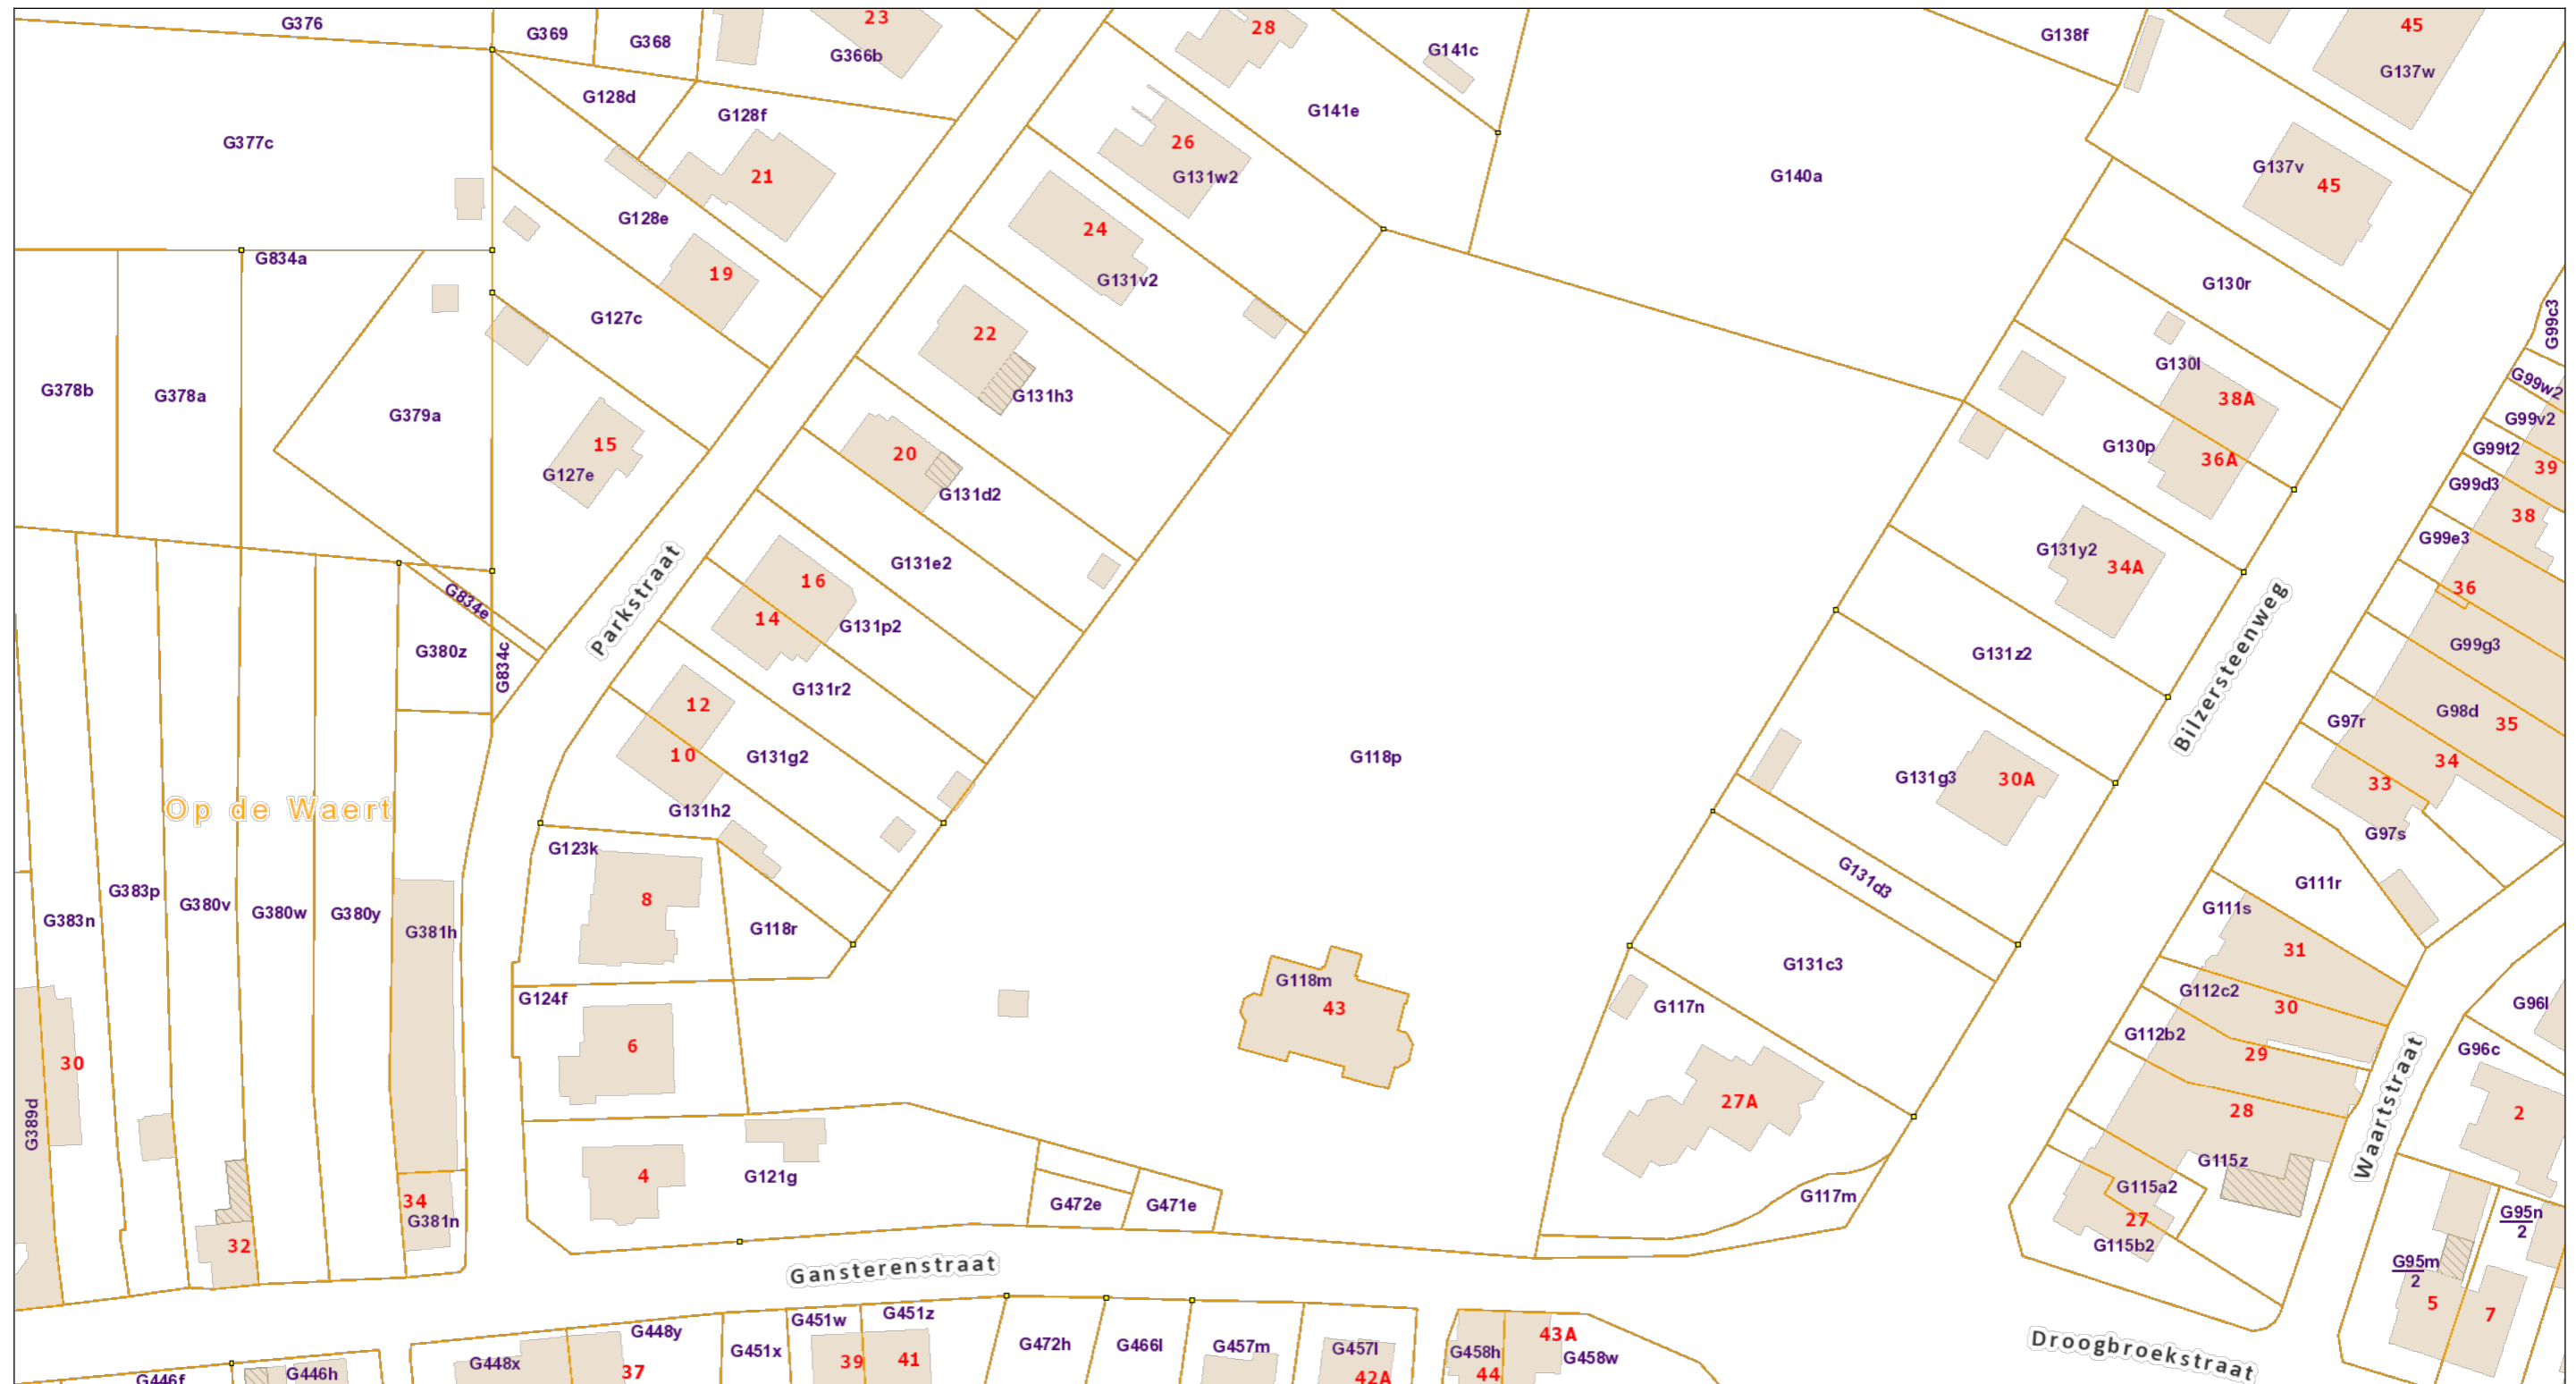 G376
G369
G368
23
G366b
28
G141c
G138f
45
G137w
G128d
G128f
G141e
G377c
26
G131w2
G140a
G137v
45
21
G128e
24
G131v2
G834a
19
G127c
22
G131h3
G130r
G99c3
G130l
38A
G99w2
G378b
G378a
G379a
15
G127e
20
G131d2
G130p
36A
G99v2
G99t2
39
G99d3
38
G99e3
G131e2
G131y2
34A
16
14
G131p2
G834e
Parkstraat
36
G380z
G834c
G131r2
G131z2
Bilzersteenweg
G99g3
12
10
G131g2
G118p
G98d
35
G97r
34
33
G131g3
30A
Op de Waert
G131h2
G123k
G97s
G131d3
G111r
8
G383n
G383p
G380v
G380w
G380y
G381h
G118r
G111s
31
G131c3
G118m
43
G124f
G117n
G112c2
30
G96l
G112b2
29
6
30
G96c
27A
28
2
G389d
Waartstraat
4
G121g
G115z
G115a2
G472e
G471e
G117m
34
G381n
27
G115b2
G95n
2
32
Gansterenstraat
G95m
2
5
7
G451w
G451z
G448y
G451x
G472h
G466l
G457m
G457l
43A
G458h
G458w
Droogbroekstraat
G448x
37
39
41
42A
44
G446f
G446h